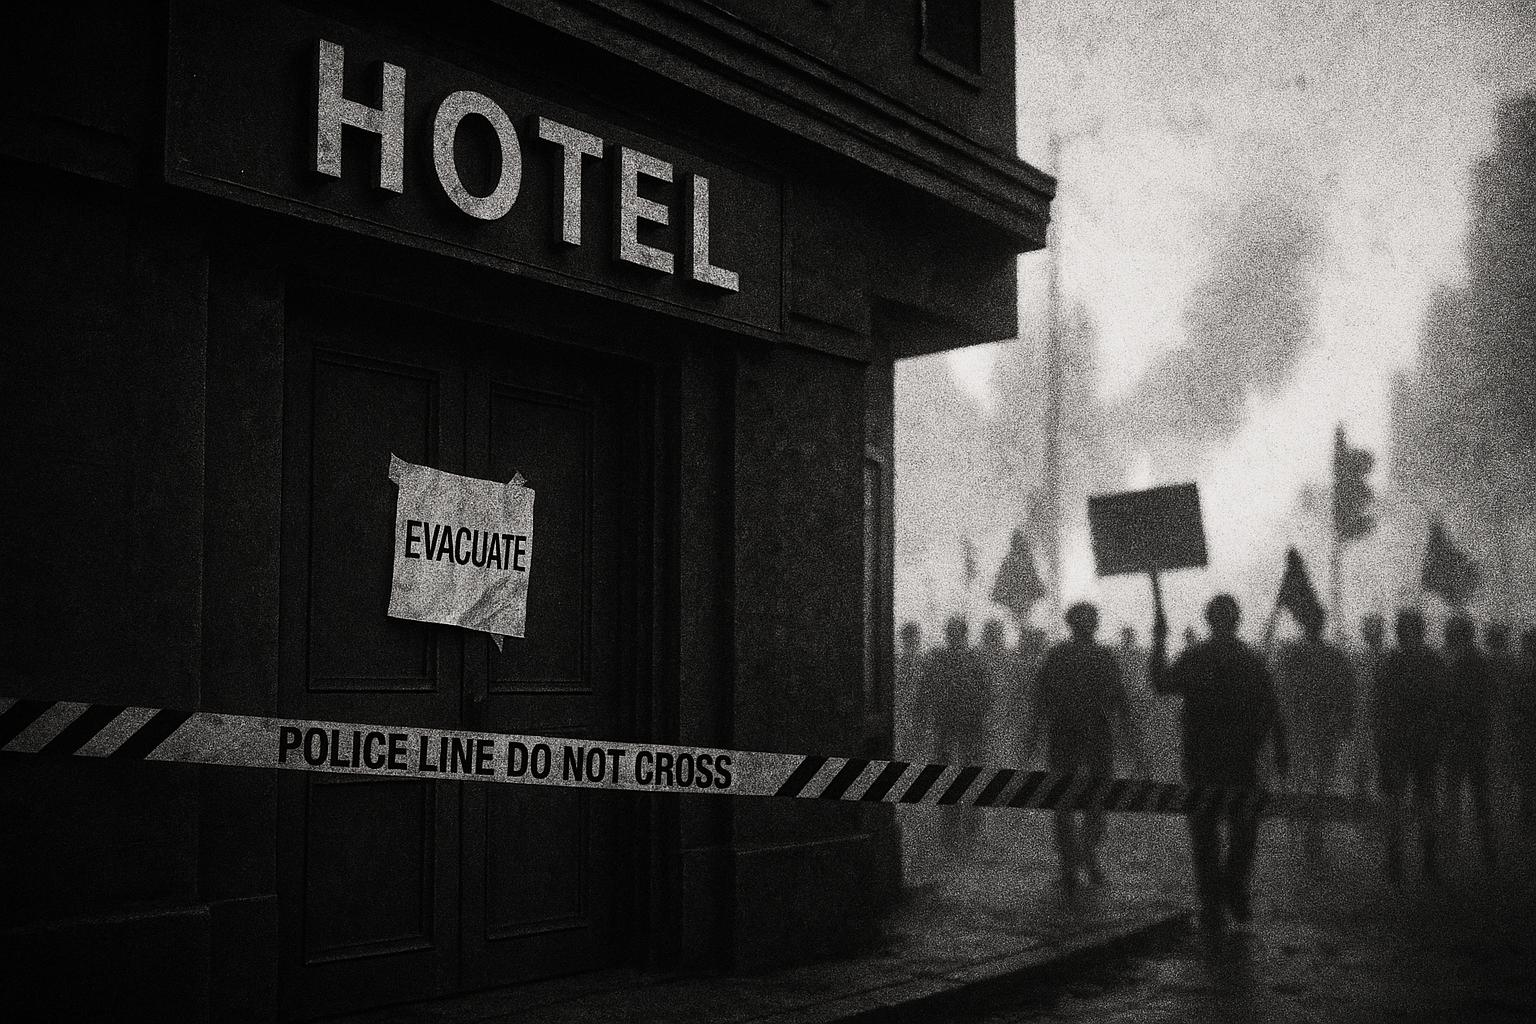 HOTEL
EVACUATE
POLICE LINE DO NOT CROSS